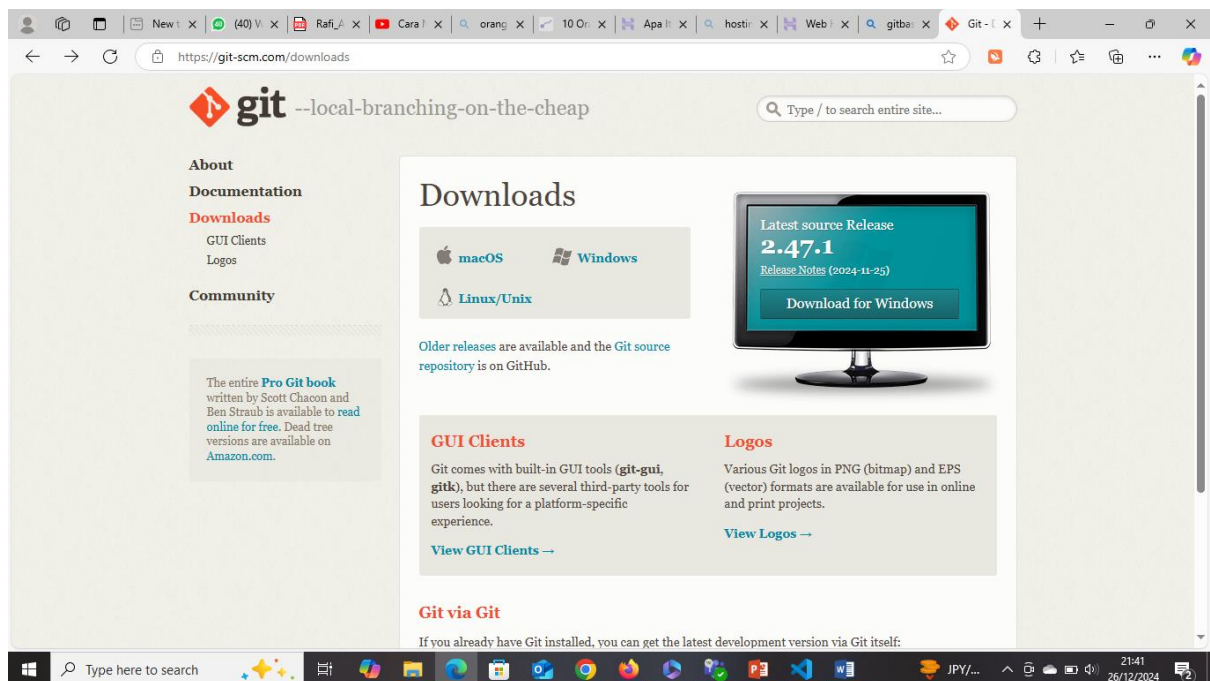 New t
(40) W
Rafi_A
Cara
orang
10 On
Apa It
hostin
Web H
gitbas
Git - 
https://git-scm.com/downloads
git --local-branching-on-the-cheap
Type / to search entire site...
About
Documentation
Downloads
GUI Clients
Logos
Community
The entire Pro Git book
written by Scott Chacon and
Ben Straub is available to read
online for free. Dead tree
versions are available on
Amazon.com.
Downloads
macOS
Windows
Linux/Unix
Older releases are available and the Git source
repository is on GitHub.
Latest source Release
2.47.1
Release Notes (2024-11-25)
Download for Windows
GUI Clients
Git comes with built-in GUI tools (git-gui,
gitk), but there are several third-party tools for
users looking for a platform-specific
experience.
View GUI Clients →
Logos
Various Git logos in PNG (bitmap) and EPS
(vector) formats are available for use in online
and print projects.
View Logos →
Git via Git
If you already have Git installed, you can get the latest development version via Git itself:
Type here to search
JPY/...
21:41
26/12/2024